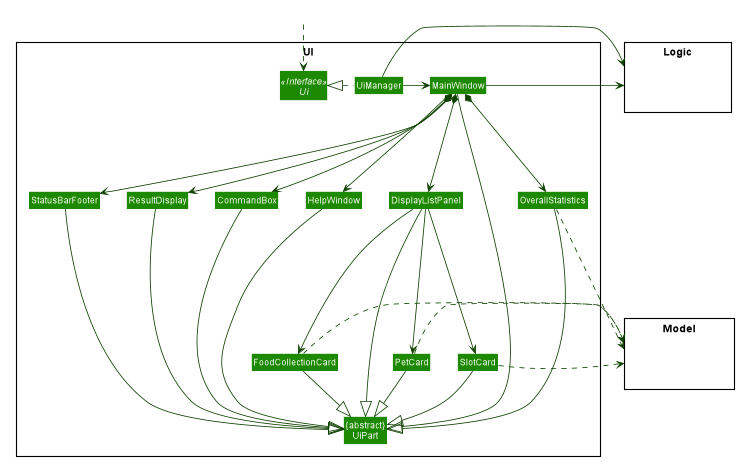 UI
Logic
«Interface»
Ui
UiManager
MainWindow
StatusBarFooter
ResultDisplay
CommandBox
HelpWindow
DisplayListPanel
OverallStatistics
Model
FoodCollectionCard
PetCard
SlotCard
{abstract}
UiPart